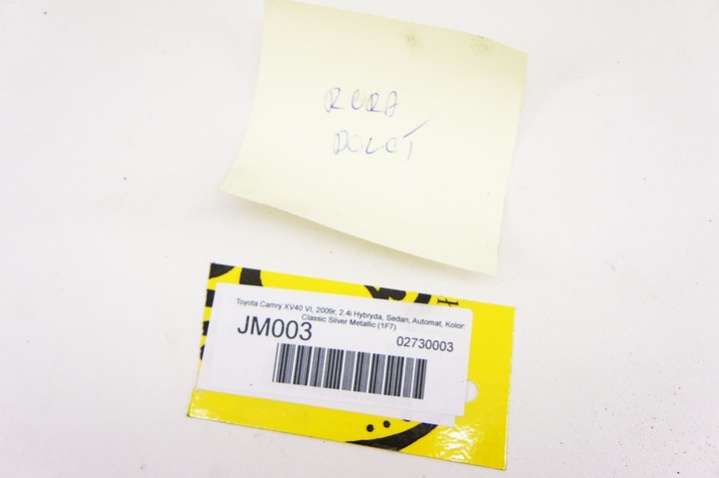 RURA
DOLOT
Toyota Camry XV40 VI, 2009r, 2.4i Hybryda, Sedan, Automat, Kolor:
Classic Silver Metallic (1F7)
JM003
02730003